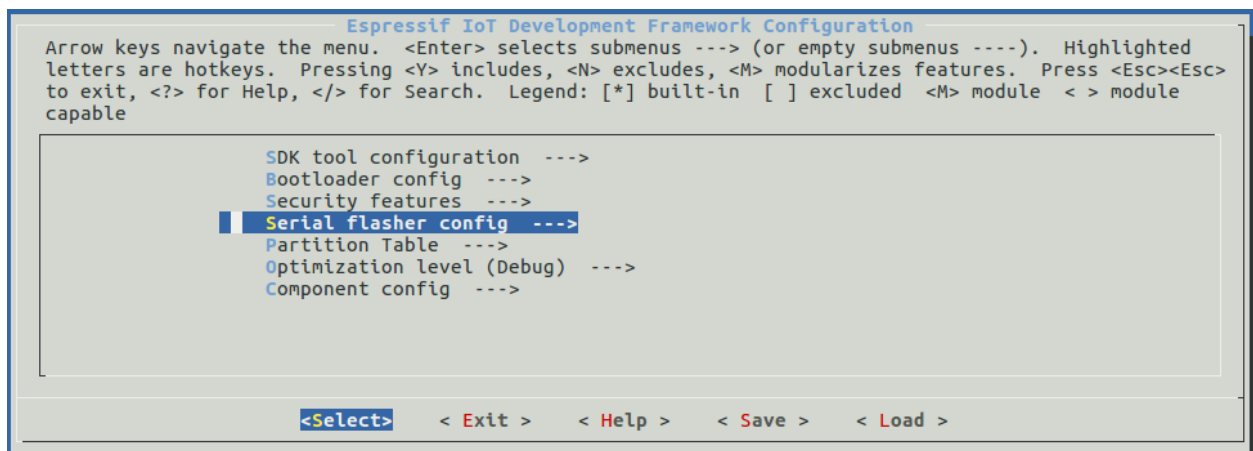 Espressif IoT Development Framework Configuration
Arrow keys navigate the menu.  <Enter> selects submenus ---> (or empty submenus ----).  Highlighted
letters are hotkeys.  Pressing <Y> includes, <N> excludes, <M> modularizes features.  Press <Esc><Esc>
to exit, <?> for Help, </> for Search.  Legend: [*] built-in  [ ] excluded  <M> module  < > module
capable
SDK tool configuration  --->
Bootloader config  --->
Security features  --->
Serial flasher config  --->
Partition Table  --->
Optimization level (Debug)  --->
Component config  --->
<Select>    < Exit >    < Help >    < Save >    < Load >